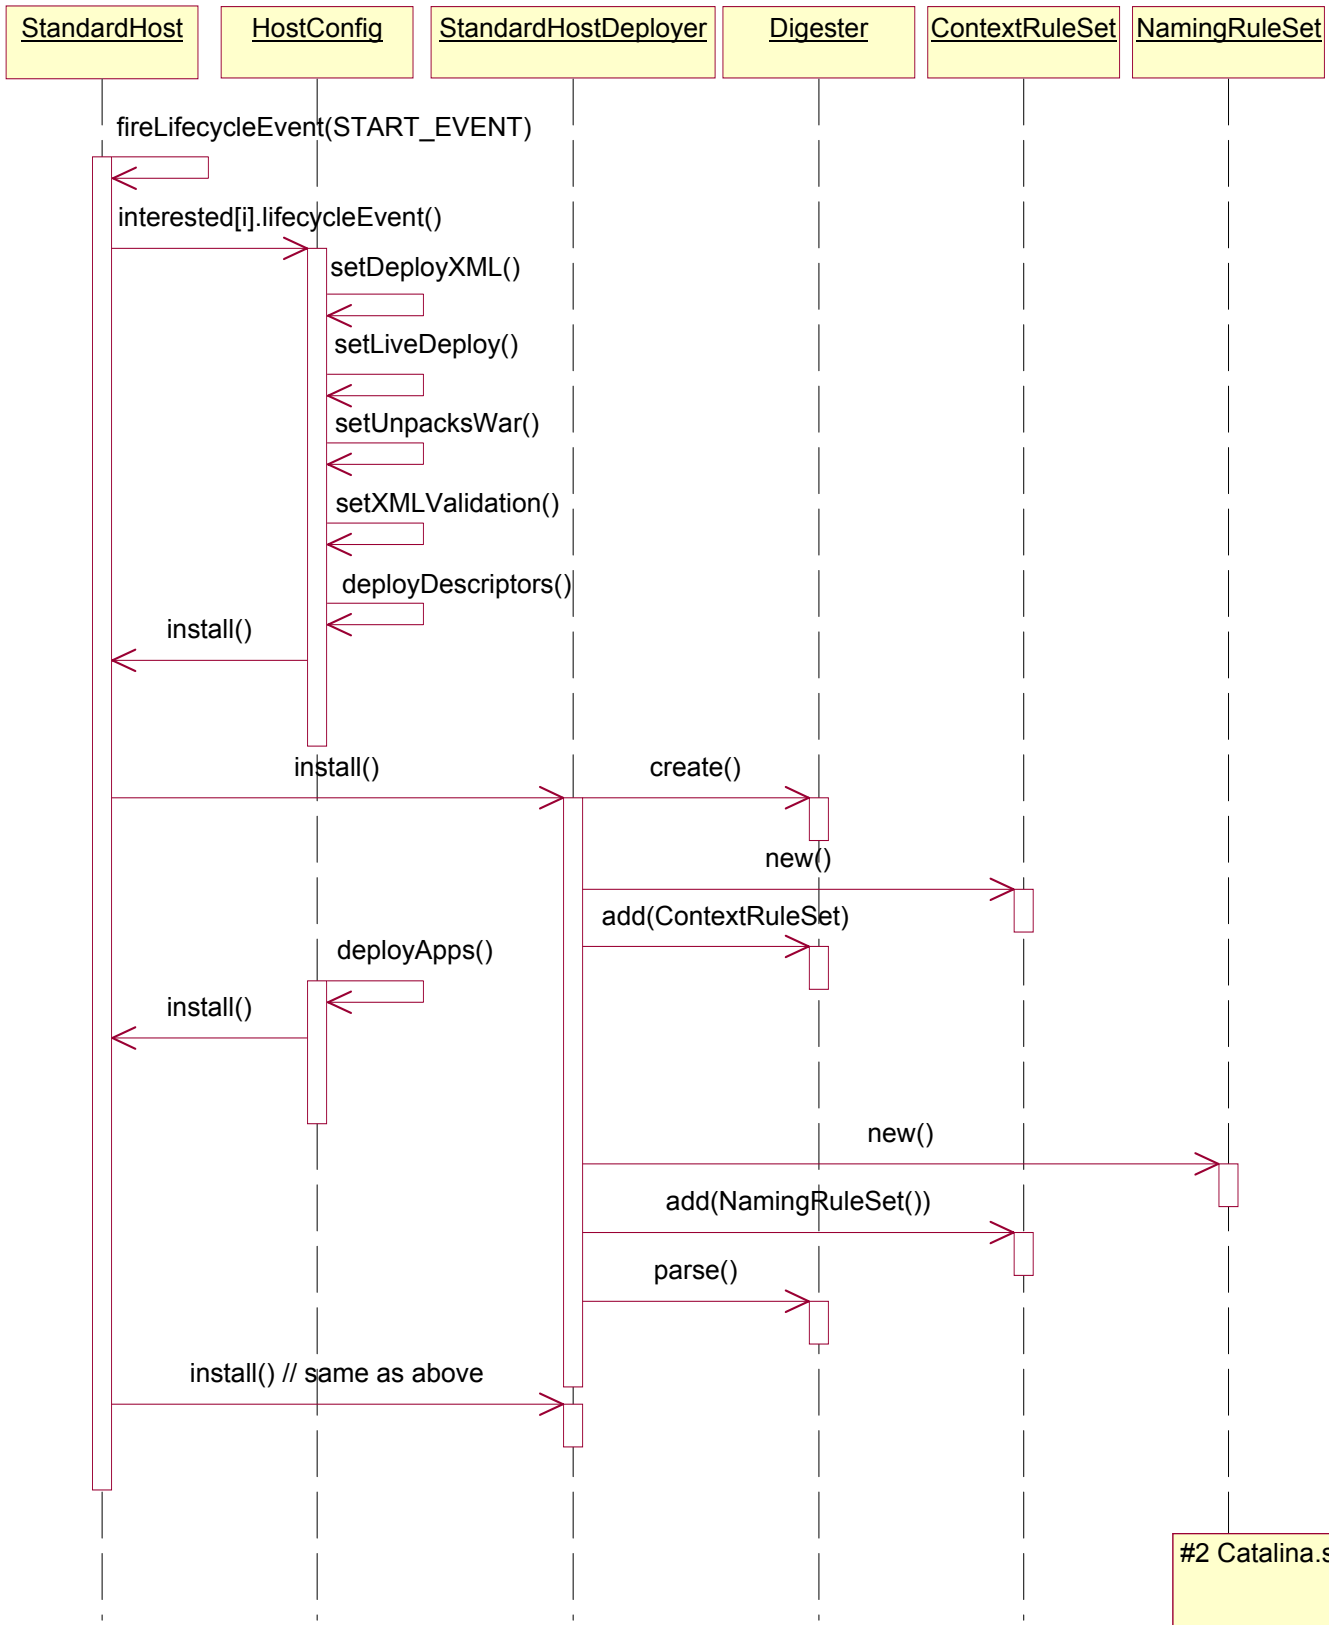 StandardHost
HostConfig
StandardHostDeployer
Digester
ContextRuleSet
NamingRuleSet
fireLifecycleEvent(START_EVENT)
interested[i].lifecycleEvent()
setDeployXML()
setLiveDeploy()
setUnpacksWar()
setXMLValidation()
deployDescriptors()
install()
install()
create()
new()
add(ContextRuleSet)
deployApps()
install()
new()
add(NamingRuleSet())
parse()
install() // same as above
#2 Catalina.s